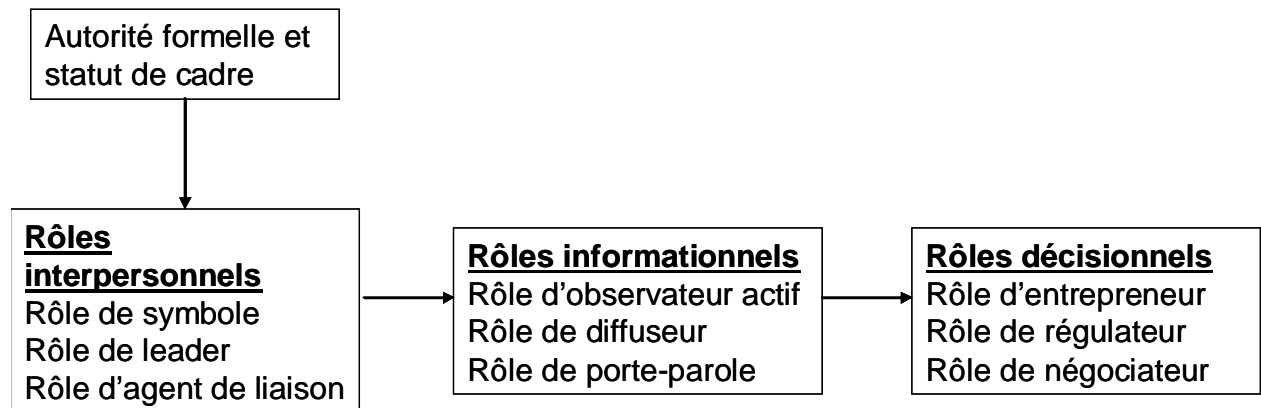 Autorité formelle et
statut de cadre
Rôles
interpersonnels
Rôle de symbole
Rôle de leader
Rôle d'agent de liaison
Rôles informationnels
Rôle d'observateur actif
Rôle de diffuseur
Rôle de porte-parole
Rôles décisionnels
Rôle d'entrepreneur
Rôle de régulateur
Rôle de négociateur